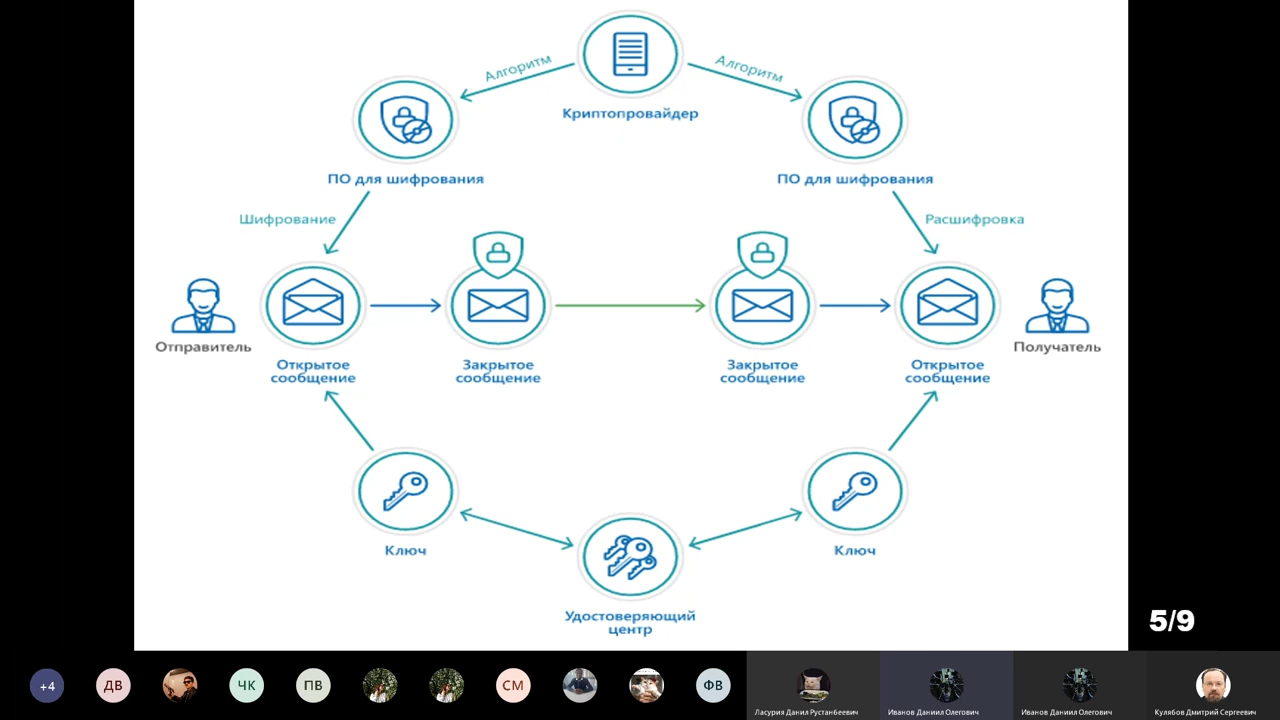 Алгоритм
Алгоритм
Криптопровайдер
ПО для шифрования
ПО для шифрования
Шифрование
Расшифровка
Отправитель
Получатель
Открытое
сообщение
Закрытое
сообщение
Закрытое
сообщение
Открытое
сообщение
Ключ
Ключ
Удостоверяющий
центр
5/9
+4
ДВ
ЧК
ПВ
СМ
ФВ
Ласурия Данил Рустанбеевич
Иванов Даниил Олегович
Иванов Даниил Олегович
Кулябов Дмитрий Сергеевич